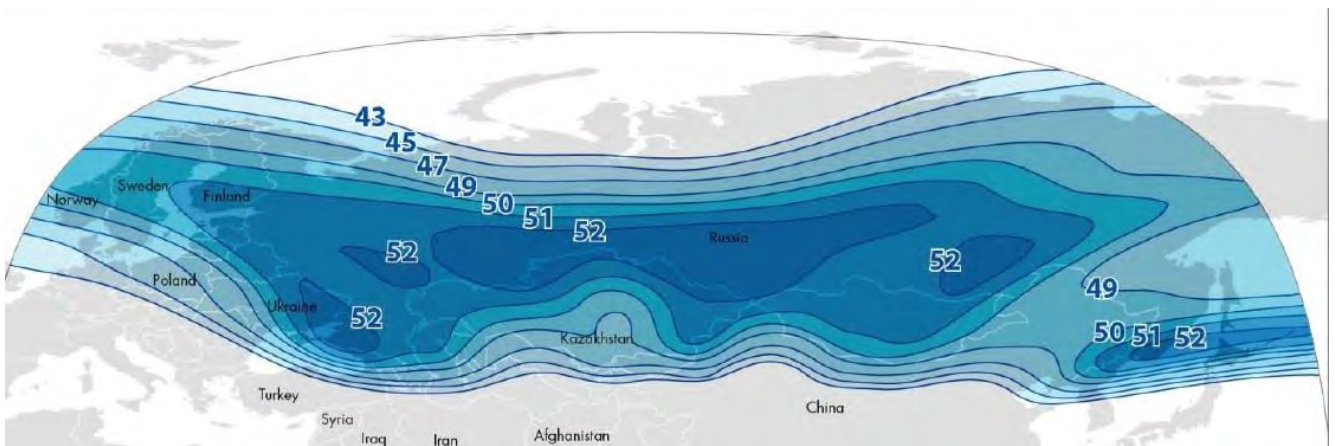 43
45
47
49
50
51
52
Norway
Sweden
Finland
Russia
52
52
Poland
Ukraine
52
49
Kazakhstan
50 51 52
Turkey
Syria
Iraq
Iran
Afghanistan
China